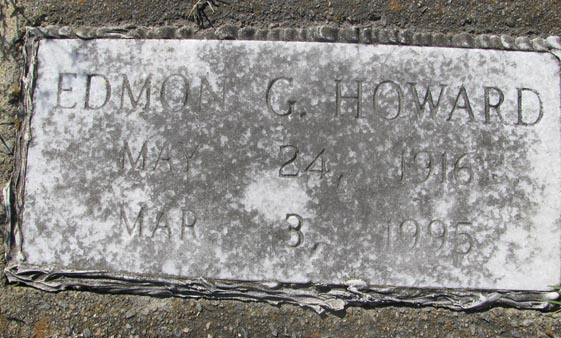 EDMON G. HOWARD
MAY 24, 1916
MAR 3, 1995